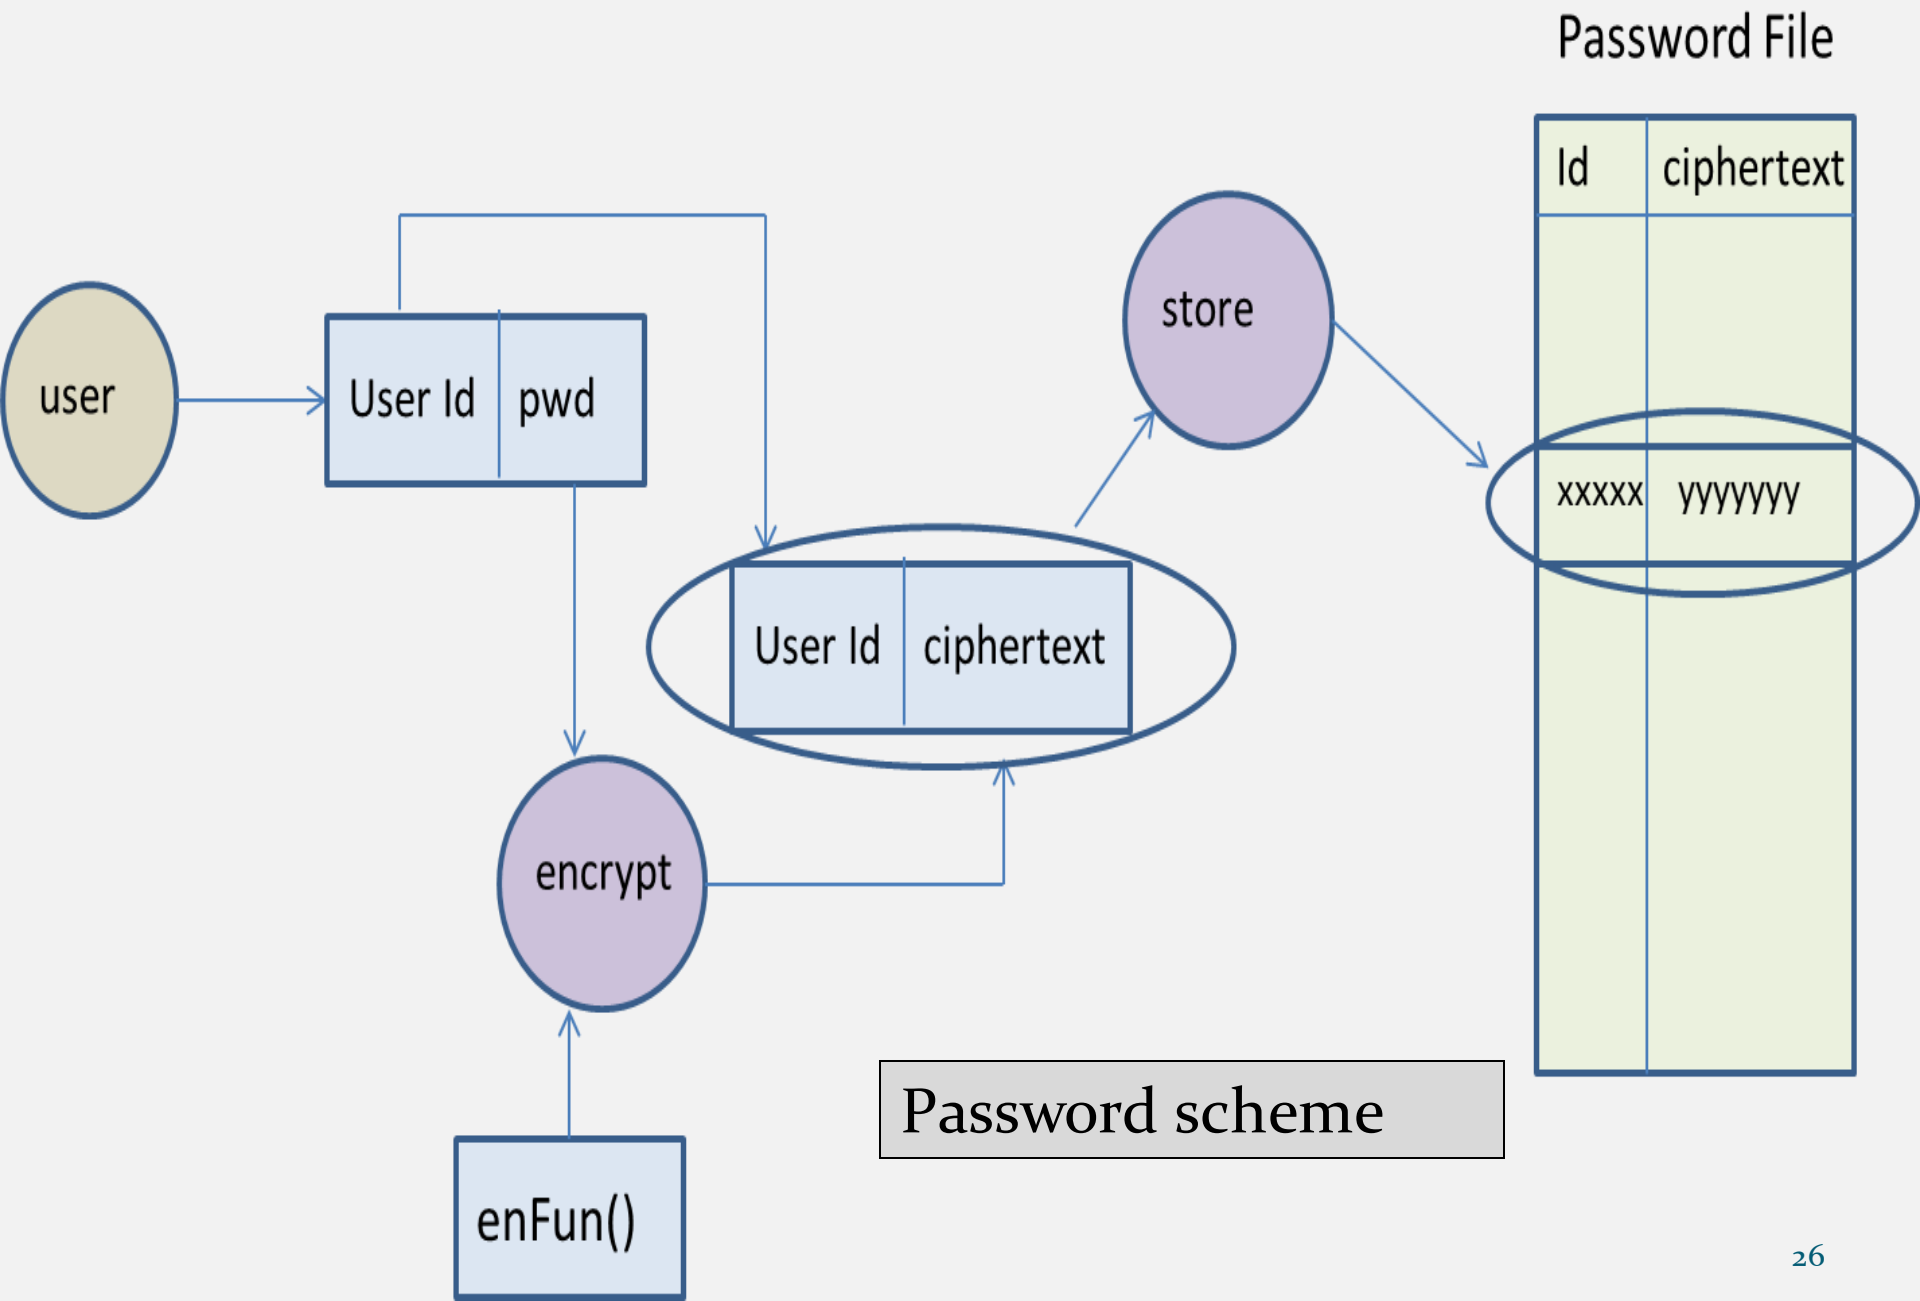 Password File
Id ciphertext
store
user
User Id pwd
xxxxx yyyyyyy
User Id ciphertext
encrypt
Password scheme
enFun()
26